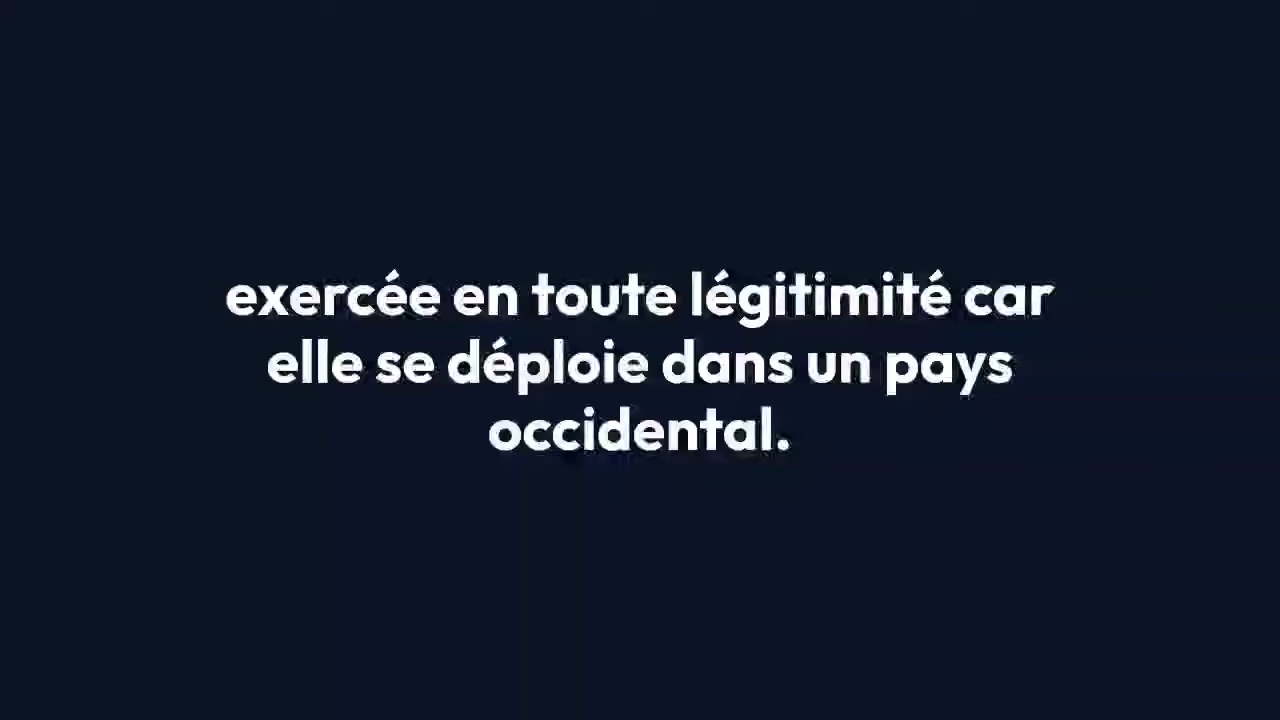 exercée en toute légitimité car
elle se déploie dans un pays
occidental.